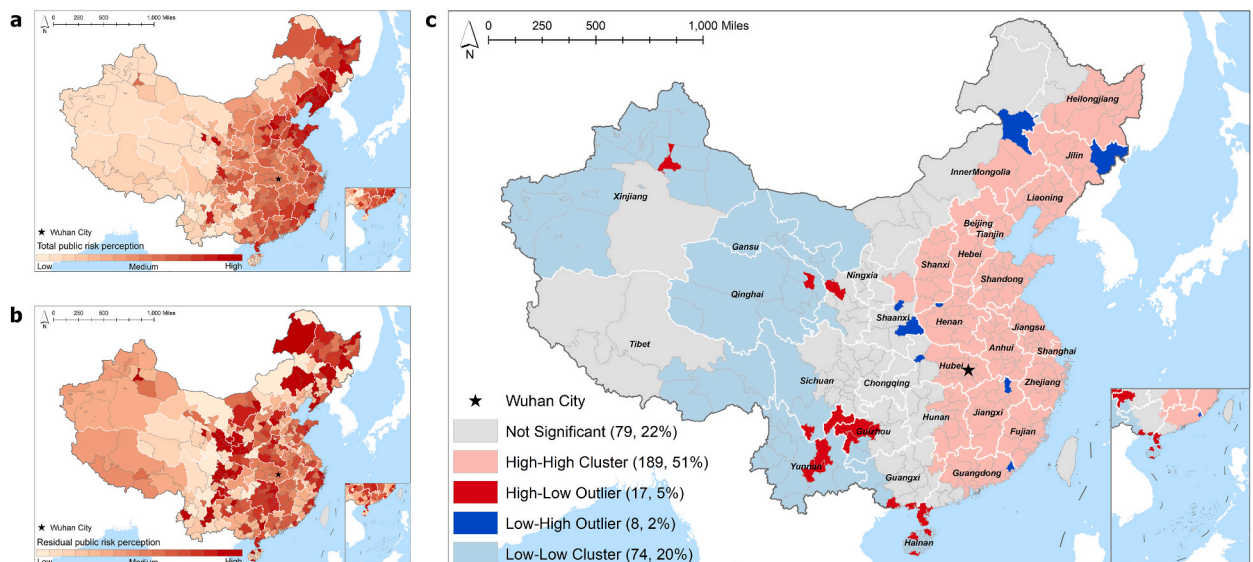 a
0 250 500 1,000 Miles
N
★ Wuhan City
Total public risk perception
Low Medium High
b
0 250 500 1,000 Miles
N
★ Wuhan City
Residual public risk perception
Low Medium High
c
0 500 1,000 Miles
N
Heilongjiang
Jilin
InnerMongolia
Liaoning
Xinjiang
Beijing
Tianjin
Gansu
Hebei
Shanxi
Ningxia
Shandong
Qinghai
Shaanxi
Henan
Jiangsu
Tibet
Anhui
Shanghai
Hubei
Sichuan
Chongqing
Zhejiang
Hunan
Jiangxi
Guizhou
Fujian
Yunnan
Guangxi
Guangdong
Hainan
★ Wuhan City
Not Significant (79, 22%)
High-High Cluster (189, 51%)
High-Low Outlier (17, 5%)
Low-High Outlier (8, 2%)
Low-Low Cluster (74, 20%)